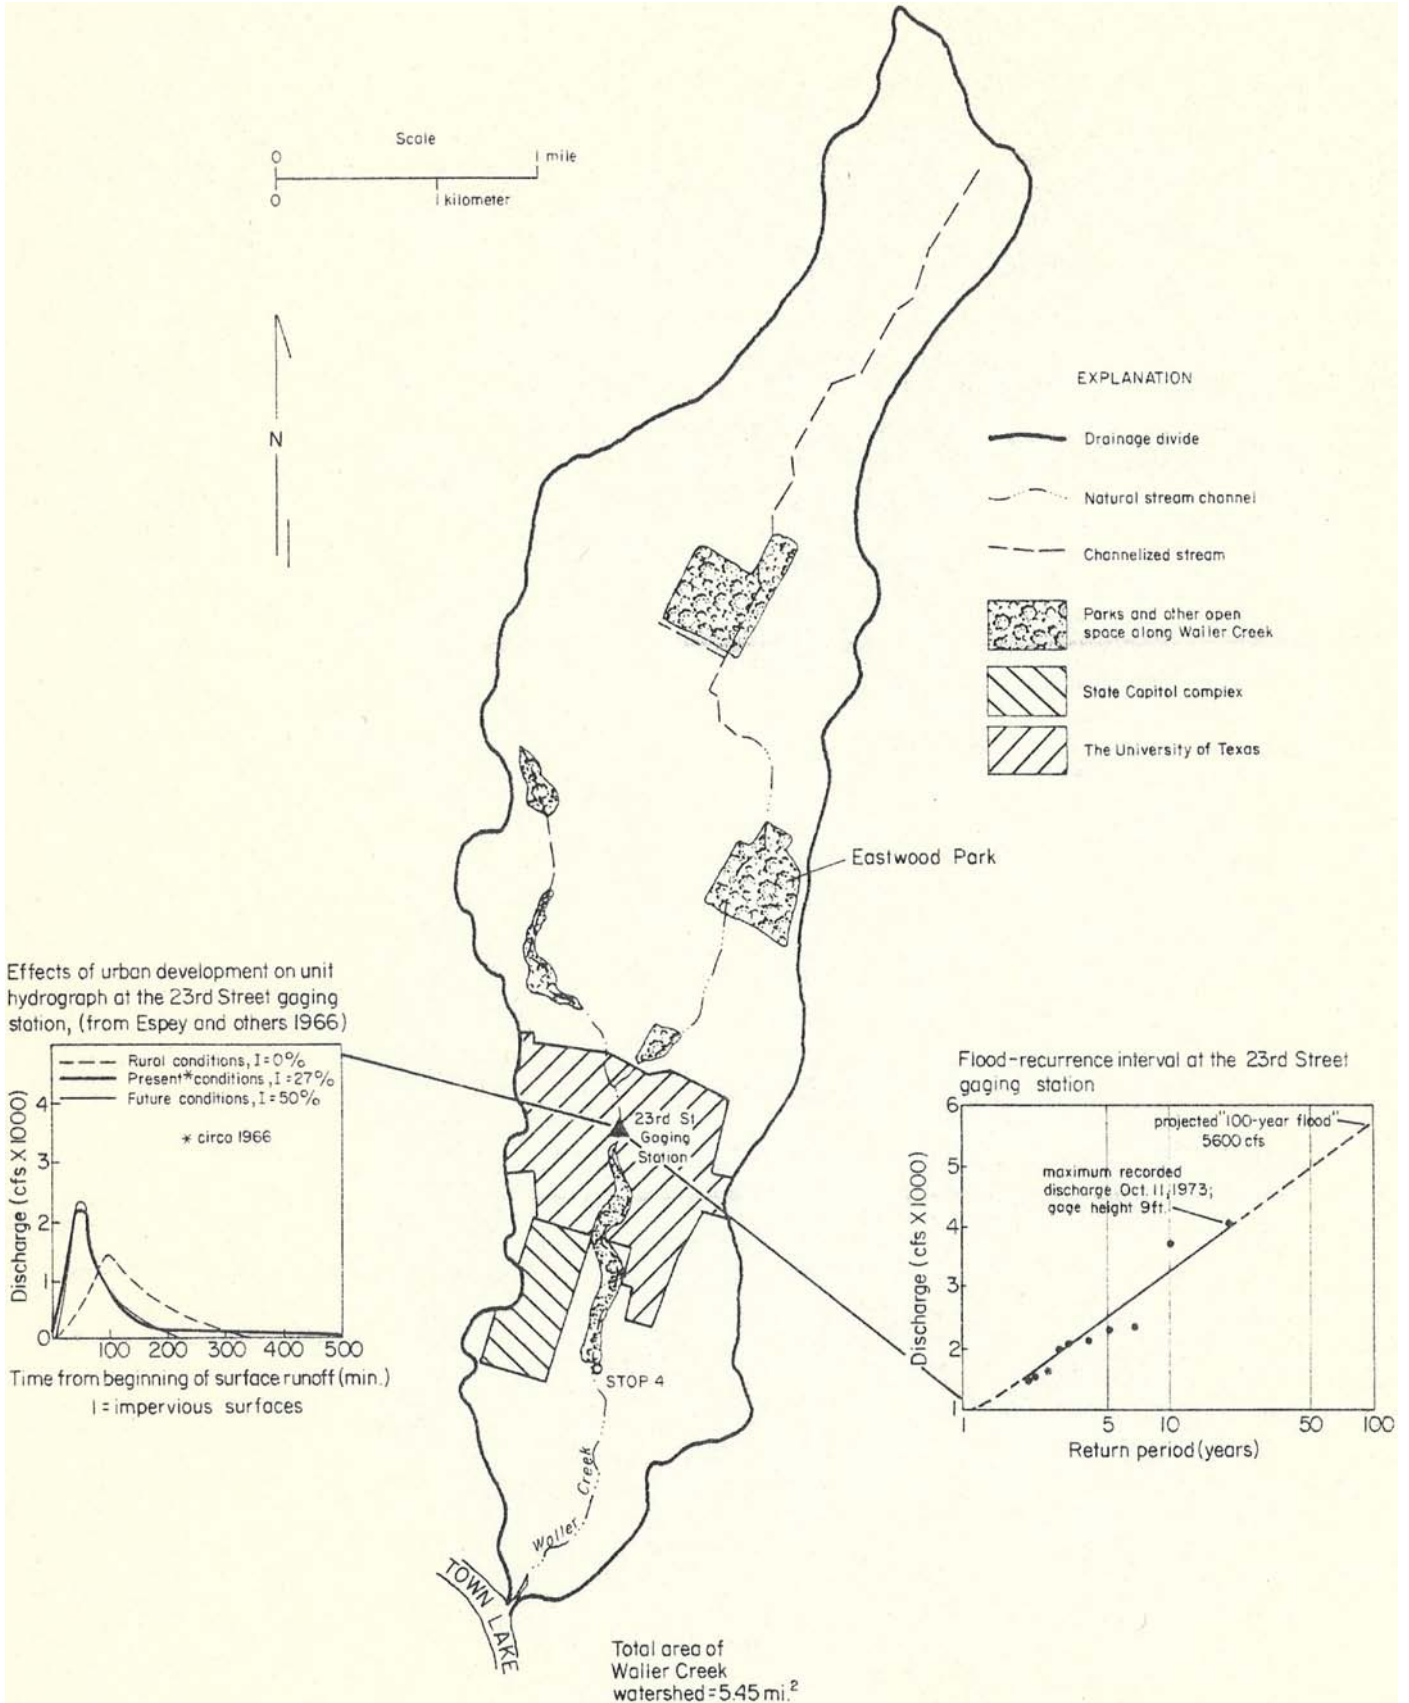 Scale
0 1 mile
0 1 kilometer
N
EXPLANATION
Drainage divide
Natural stream channel
Channelized stream
Parks and other open
space along Waller Creek
State Capitol complex
The University of Texas
Eastwood Park
Effects of urban development on unit
hydrograph at the 23rd Street gaging
station, (from Espey and others 1966)
Rural conditions, I=0%
Present*conditions, I=27%
Future conditions, I=50%
* circa 1966
Discharge (cfs X 1000)
4
3
2
1
0
100 200 300 400 500
Time from beginning of surface runoff (min.)
I = impervious surfaces
23rd St
Gaging
Station
STOP 4
Waller Creek
TOWN LAKE
Flood-recurrence interval at the 23rd Street
gaging station
projected "100-year flood"
5600 cfs
maximum recorded
discharge Oct. 11, 1973;
gage height 9ft.
Discharge (cfs X 1000)
6
5
4
3
2
1
1 5 10 50 100
Return period (years)
Total area of
Waller Creek
watershed = 5.45 mi.²